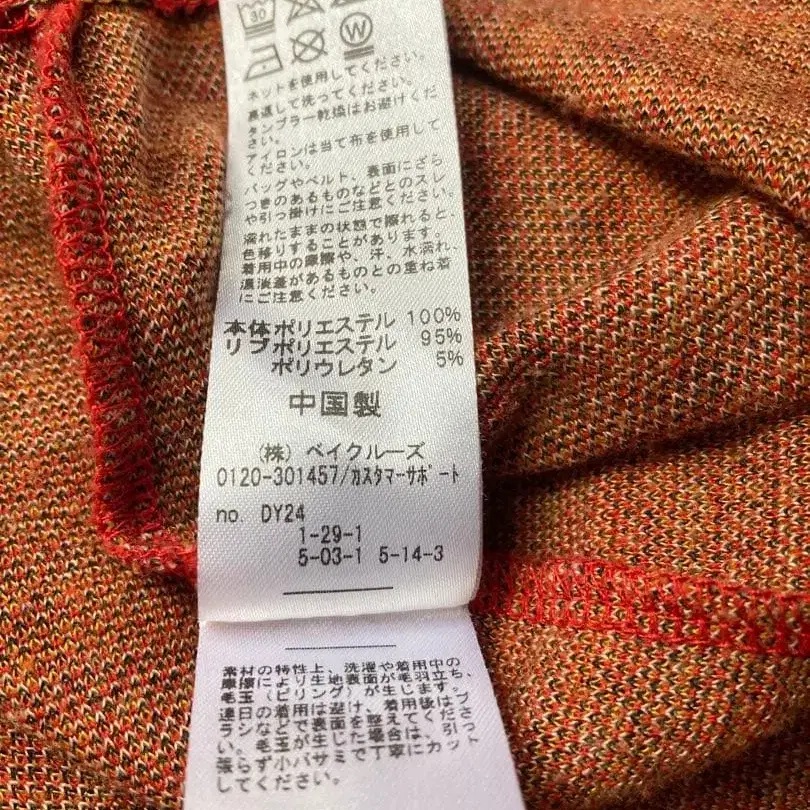 30
W
ネットを使用してください。
裏返して洗ってください。
タンブラー乾燥はお避けくだ
さい。
アイロンは当て布を使用して
ください。
バッグやベルト、表面にざら
つきのあるものなどとのスレ
や引っ掛けにご注意ください。
濡れたままの状態で擦れると、
色移りすることがあります。
着用中の摩擦や、汗、水濡れ、
濃淡差があるものとの重ね着
にご注意ください。
本体ポリエステル 100%
リブポリエステル 95%
ポリウレタン 5%
中国製
(株) ベイクルーズ
0120-301457/ｶｽﾀﾏｰｻﾎﾟｰﾄ
no. DY24
1-29-1
5-03-1 5-14-3
素材の特性上、洗濯や着用中の
摩擦により生地表面が毛羽立ち、
毛玉(ピリング)が生じます。
連日の着用は避け、着用後はブ
ラシなどで表面を整えてくださ
い。毛玉が生じた場合は、引っ
張らず小バサミで丁寧にカット
してください。